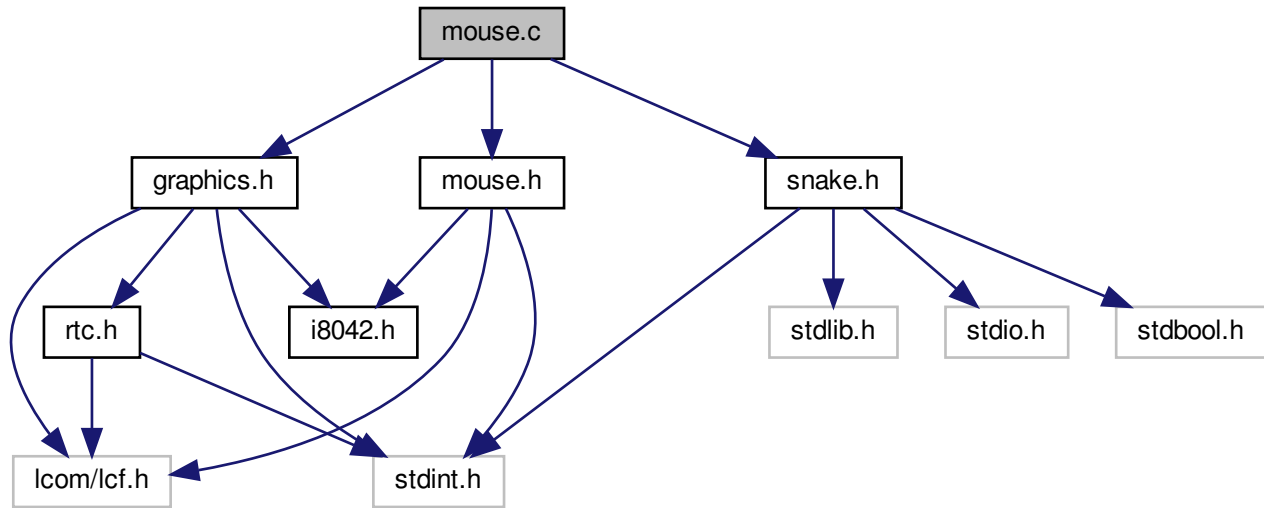 mouse.c
graphics.h
mouse.h
snake.h
rtc.h
i8042.h
stdlib.h
stdio.h
stdbool.h
lcom/lcf.h
stdint.h